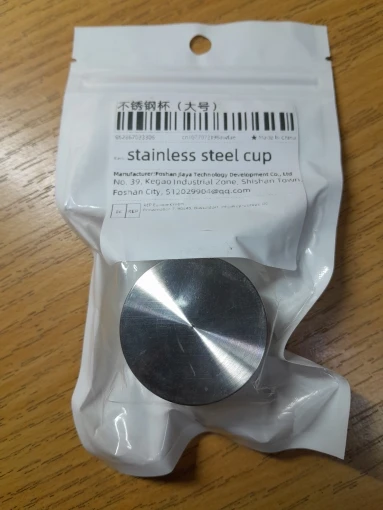 不锈钢杯（大号）
Made In China
stainless steel cup
Manufacturer:Foshan Jiaya Technology Development Co., Ltd
No. 39, Kegao Industrial Zone, Shishan Town,
Foshan City, 512029904@qq.com